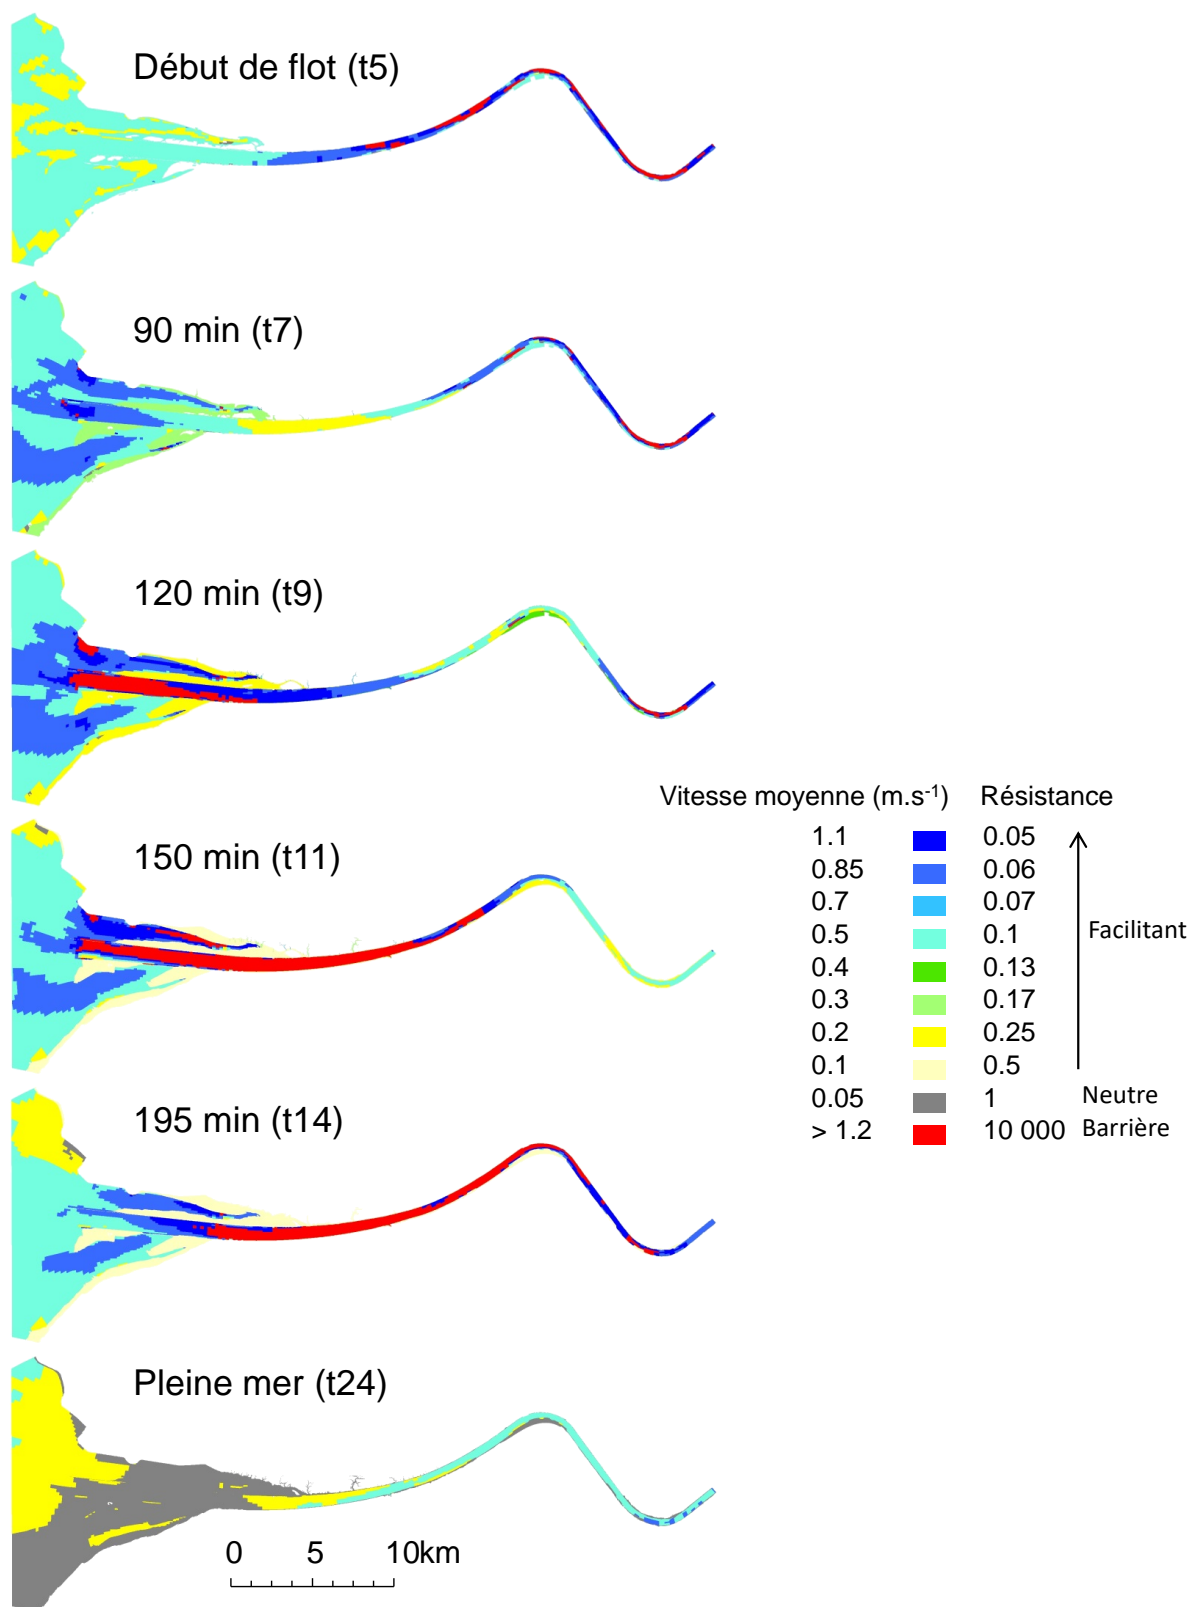 Début de flot (t5)
90 min (t7)
120 min (t9)
150 min (t11)
195 min (t14)
Pleine mer (t24)
0 5 10km
Vitesse moyenne (m.s-1) Résistance
1.1 0.05
0.85 0.06
0.7 0.07
0.5 0.1 Facilitant
0.4 0.13
0.3 0.17
0.2 0.25
0.1 0.5
0.05 1 Neutre
> 1.2 10 000 Barrière